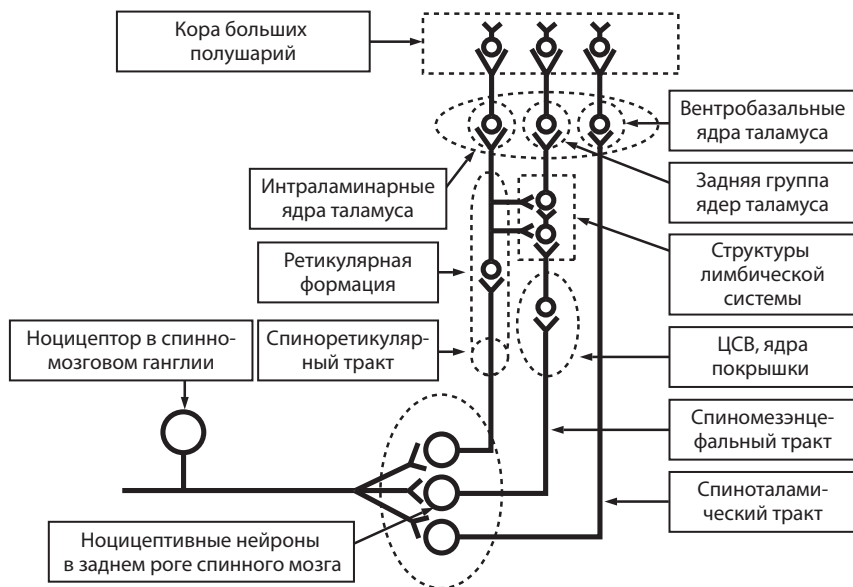 Кора больших
полушарий
Вентробазальные
ядра таламуса
Интраламинарные
ядра таламуса
Задняя группа
ядер таламуса
Ретикулярная
формация
Структуры
лимбической
системы
Ноцицептор в спинно-
мозговом ганглии
Спиноретикуляр-
ный тракт
ЦСВ, ядра
покрышки
Спиномезэнце-
фальный тракт
Спиноталами-
ческий тракт
Ноцицептивные нейроны
в заднем роге спинного мозга